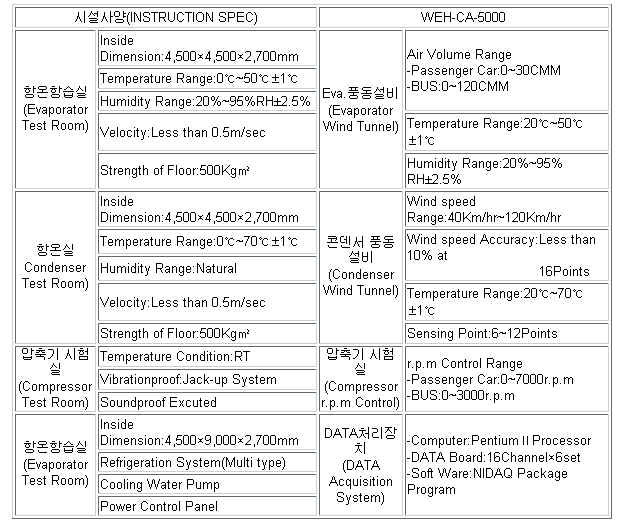 시설사양(INSTRUCTION SPEC)
WEH-CA-5000
항온항습실
(Evaporator
Test Room)
Inside
Dimension:4,500×4,500×2,700mm
Temperature Range:0℃~50℃ ±1℃
Humidity Range:20%~95%RH±2.5%
Velocity:Less than 0.5m/sec
Strength of Floor:500Kg㎡
Eva.풍동설비
(Evaporator
Wind Tunnel)
Air Volume Range
-Passenger Car:0~30CMM
-BUS:0~120CMM
Temperature Range:20℃~50℃
±1℃
Humidity Range:20%~95%
RH±2.5%
항온실
Condenser
Test Room)
Inside
Dimension:4,500×4,500×2,700mm
Temperature Range:0℃~70℃ ±1℃
Humidity Range:Natural
Velocity:Less than 0.5m/sec
Strength of Floor:500Kg㎡
콘덴서 풍동
설비
(Condenser
Wind Tunnel)
Wind speed
Range:40Km/hr~120Km/hr
Wind speed Accuracy:Less than
10% at
16Points
Temperature Range:20℃~70℃
±1℃
Sensing Point:6~12Points
압축기 시험
실
(Compressor
Test Room)
Temperature Condition:RT
Vibrationproof:Jack-up System
Soundproof Excuted
압축기 시험
실
(Compressor
r.p.m Control)
r.p.m Control Range
-Passenger Car:0~7000r.p.m
-BUS:0~3000r.p.m
항온항습실
(Evaporator
Test Room)
Inside
Dimension:4,500×9,000×2,700mm
Refrigeration System(Multi type)
Cooling Water Pump
Power Control Panel
DATA처리장
치
(DATA
Acquisition
System)
-Computer:Pentium II Processor
-DATA Board:16Channel×6set
-Soft Ware:NIDAQ Package
Program